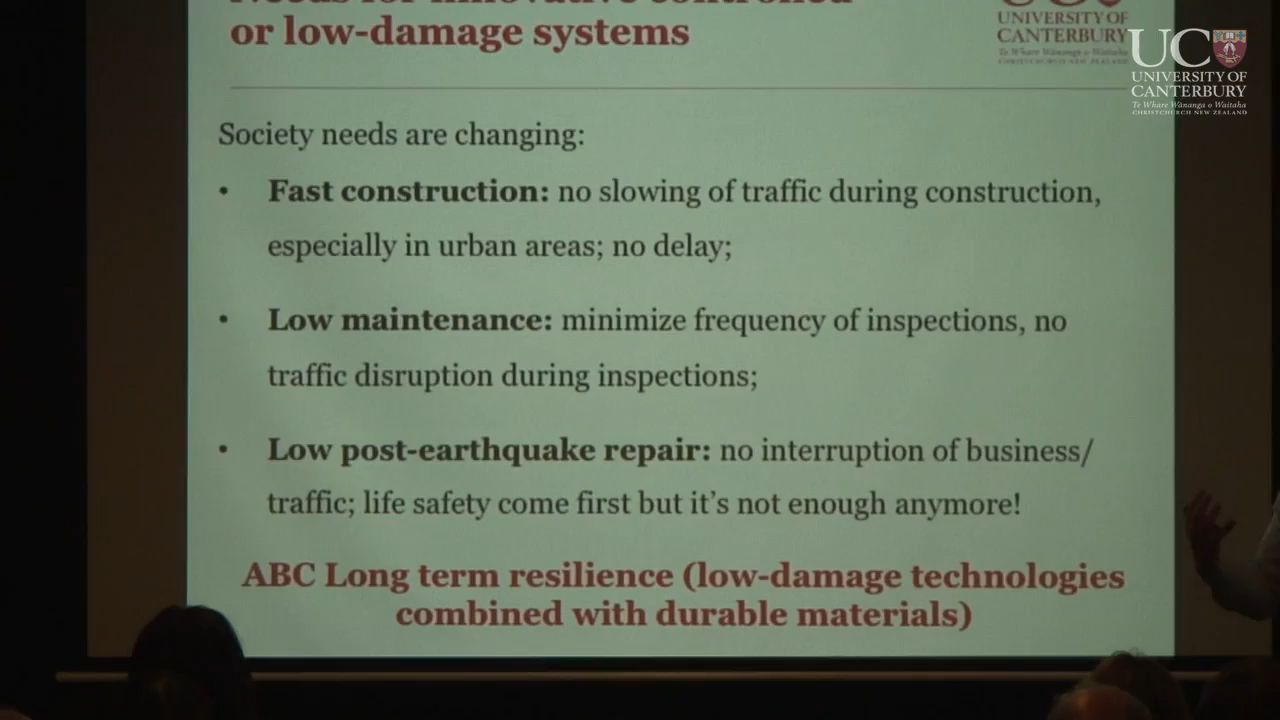 Needs for innovative controlled
or low-damage systems
UNIVERSITY OF
CANTERBURY
Te Whare Wānanga o Waitaha
CHRISTCHURCH NEW ZEALAND
UC
UNIVERSITY OF
CANTERBURY
Te Whare Wānanga o Waitaha
CHRISTCHURCH NEW ZEALAND
Society needs are changing:
• Fast construction: no slowing of traffic during construction,
especially in urban areas; no delay;
• Low maintenance: minimize frequency of inspections, no
traffic disruption during inspections;
• Low post-earthquake repair: no interruption of business/
traffic; life safety come first but it's not enough anymore!
ABC Long term resilience (low-damage technologies
combined with durable materials)